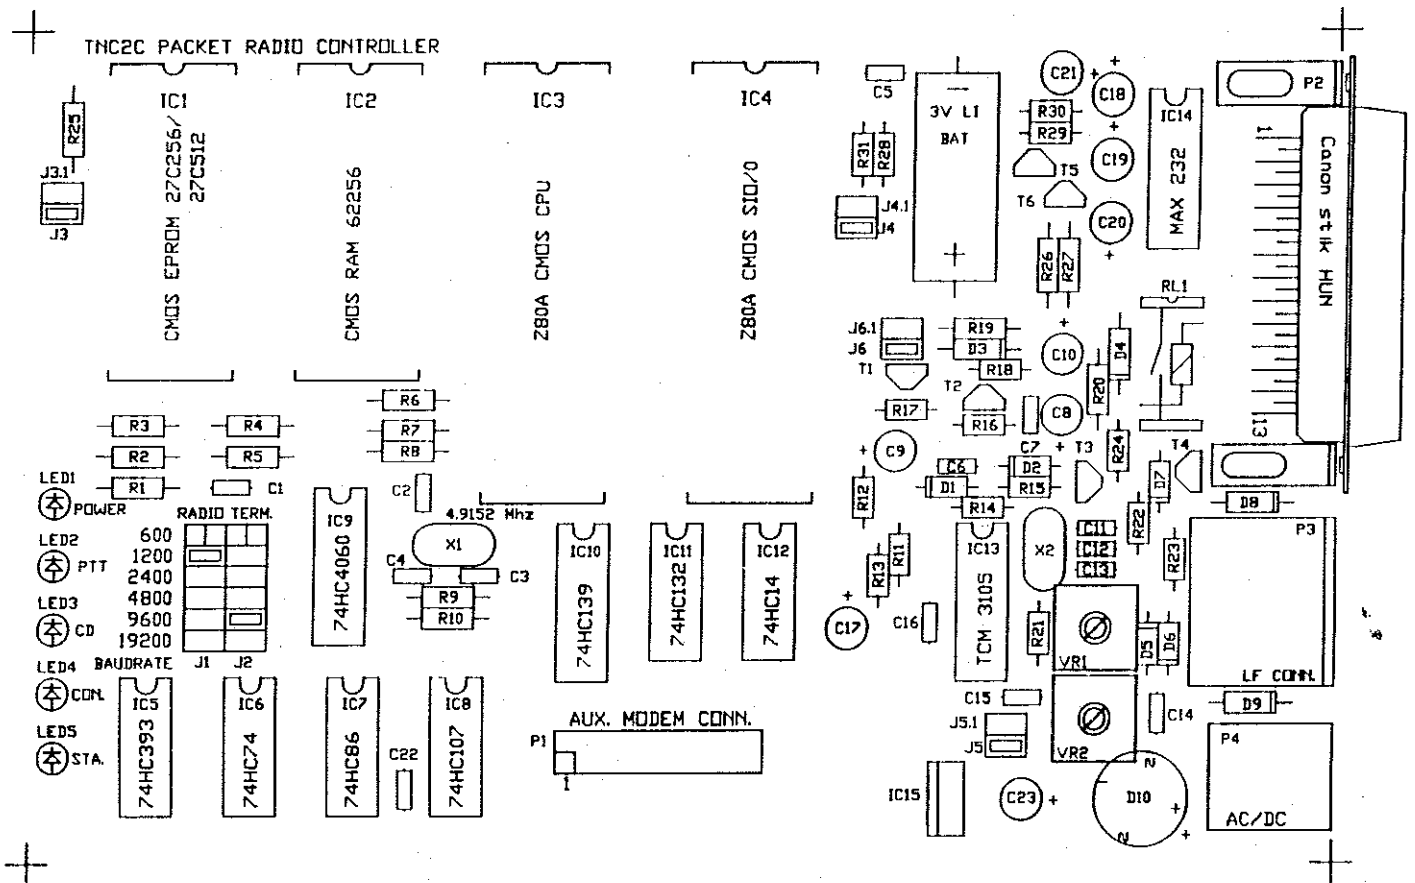 TNC2C PACKET RADIO CONTROLLER
IC1
CMOS EPROM 27C256/
27C512
IC2
CMOS RAM 62256
IC3
Z80A CMOS CPU
IC4
Z80A CMOS SIO/0
R25
J3.1
J3
C5
3V LI
BAT
R31
R28
J4.1
J4
C21
C18
R30
R29
C19
T5
T6
C20
R26
R27
IC14
MAX 232
P2
1
Canon stik HUN
13
RL1
J6.1
J6
T1
R19
D3
R18
C10
D4
R20
T2
R17
R16
C8
C9
C7
T3
R24
T4
R12
C6
D1
D2
R15
R14
D7
D8
R3
R4
R2
R5
R1
C1
R6
R7
R8
C2
LED1
POWER
LED2
PTT
LED3
CD
LED4
CON.
LED5
STA.
RADIO TERM.
600
1200
2400
4800
9600
19200
BAUDRATE
J1
J2
IC9
74HC4060
4.9152 Mhz
X1
C4
C3
R9
R10
IC10
74HC139
IC11
74HC132
IC12
74HC14
R13
R11
C17
C16
IC13
TCM 3105
X2
C11
C12
C13
R22
R23
P3
LF CONN.
R21
VR1
D5
D6
C15
J5.1
J5
VR2
C14
D9
IC5
74HC393
IC6
74HC74
IC7
74HC86
C22
IC8
74HC107
AUX. MODEM CONN.
P1
1
IC15
C23
D10
P4
AC/DC